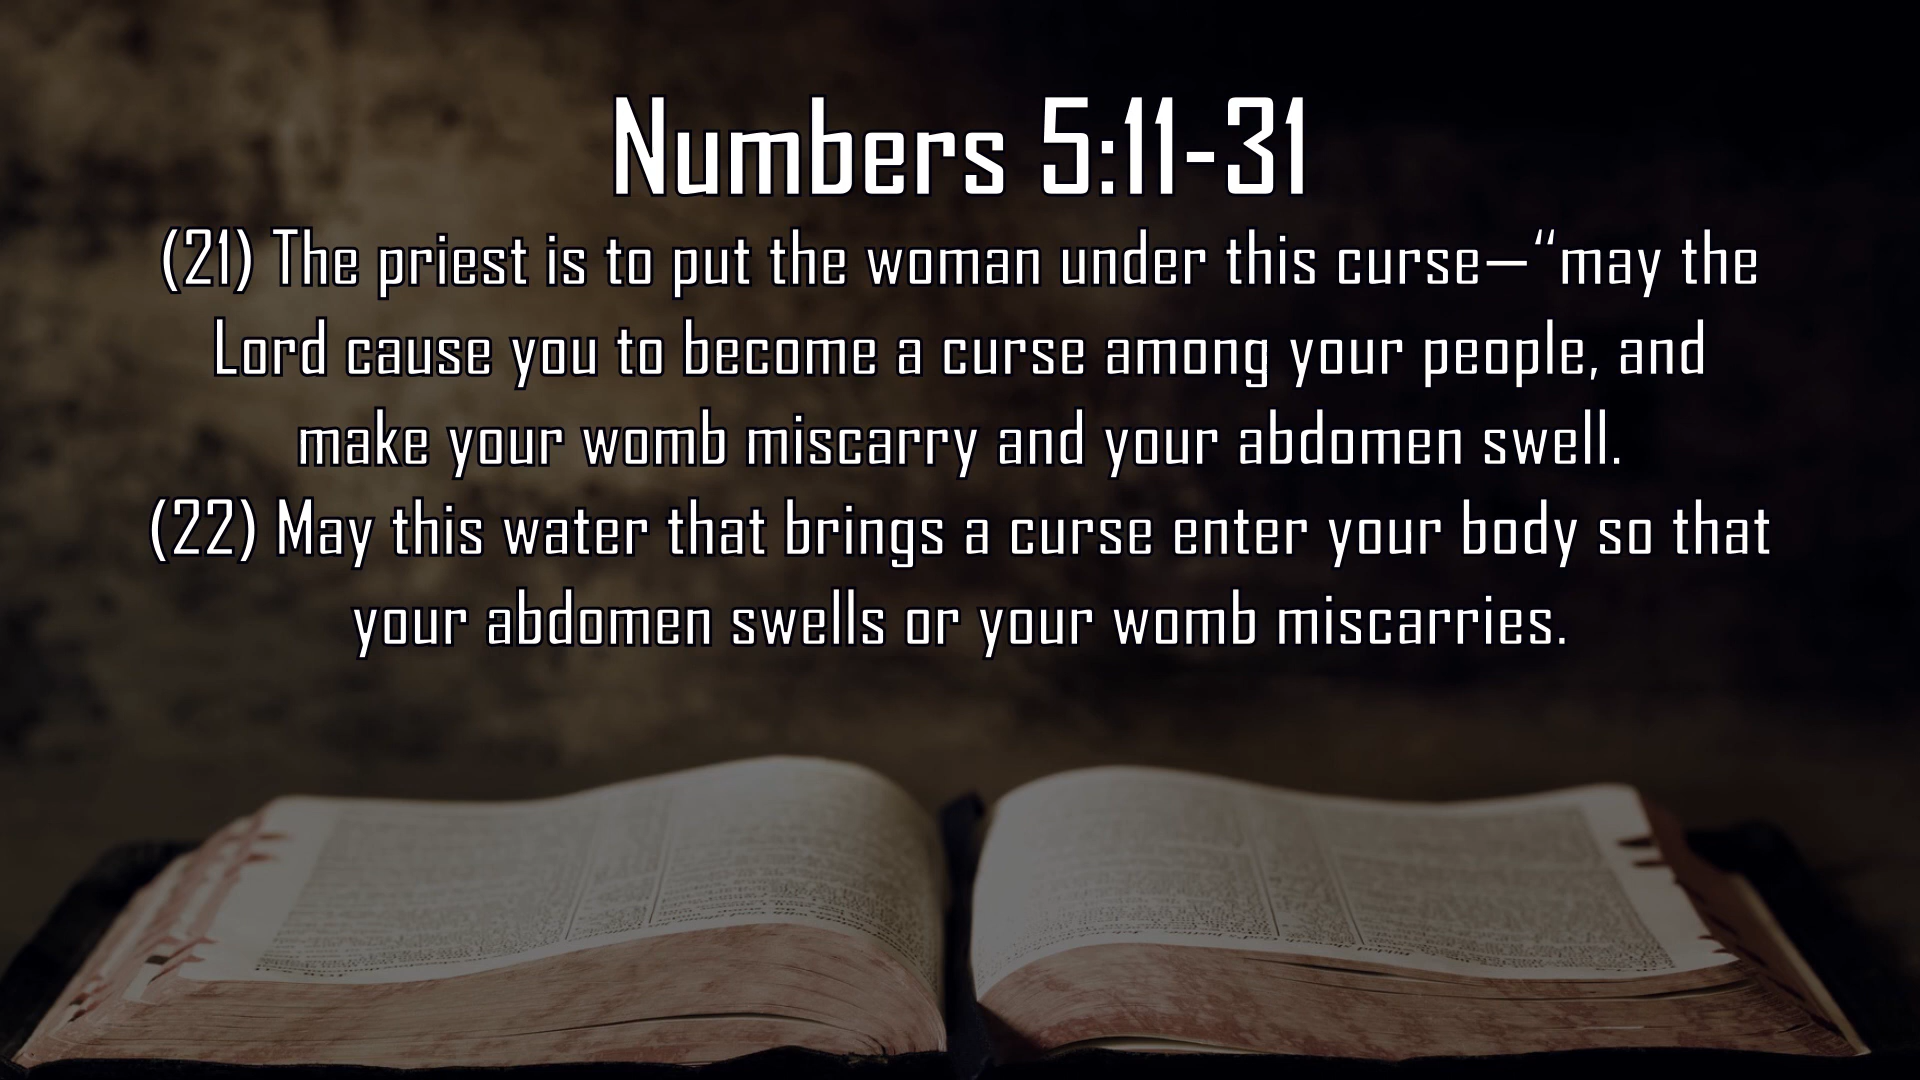 Numbers 5:11-31
(21) The priest is to put the woman under this curse—“may the
Lord cause you to become a curse among your people, and
make your womb miscarry and your abdomen swell.
(22) May this water that brings a curse enter your body so that
your abdomen swells or your womb miscarries.